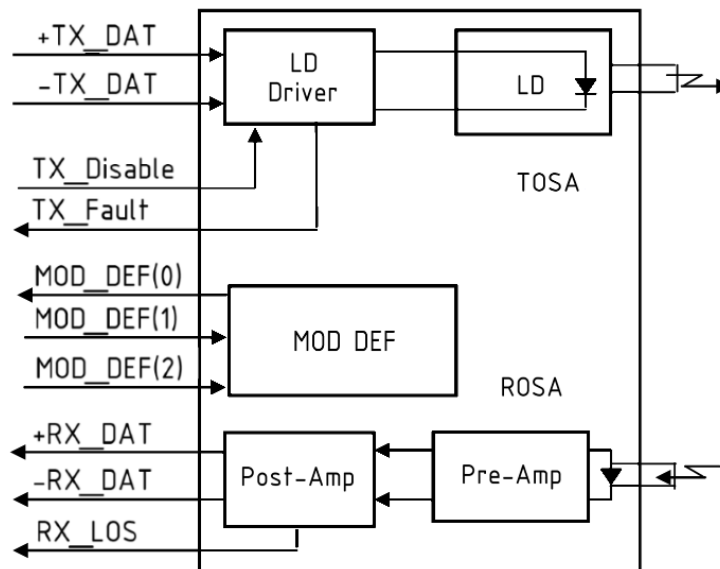 +TX_DAT
-TX_DAT
LD
Driver
LD
TX_Disable
TX_Fault
TOSA
MOD_DEF(0)
MOD_DEF(1)
MOD_DEF(2)
MOD DEF
ROSA
+RX_DAT
-RX_DAT
RX_LOS
Post-Amp
Pre-Amp